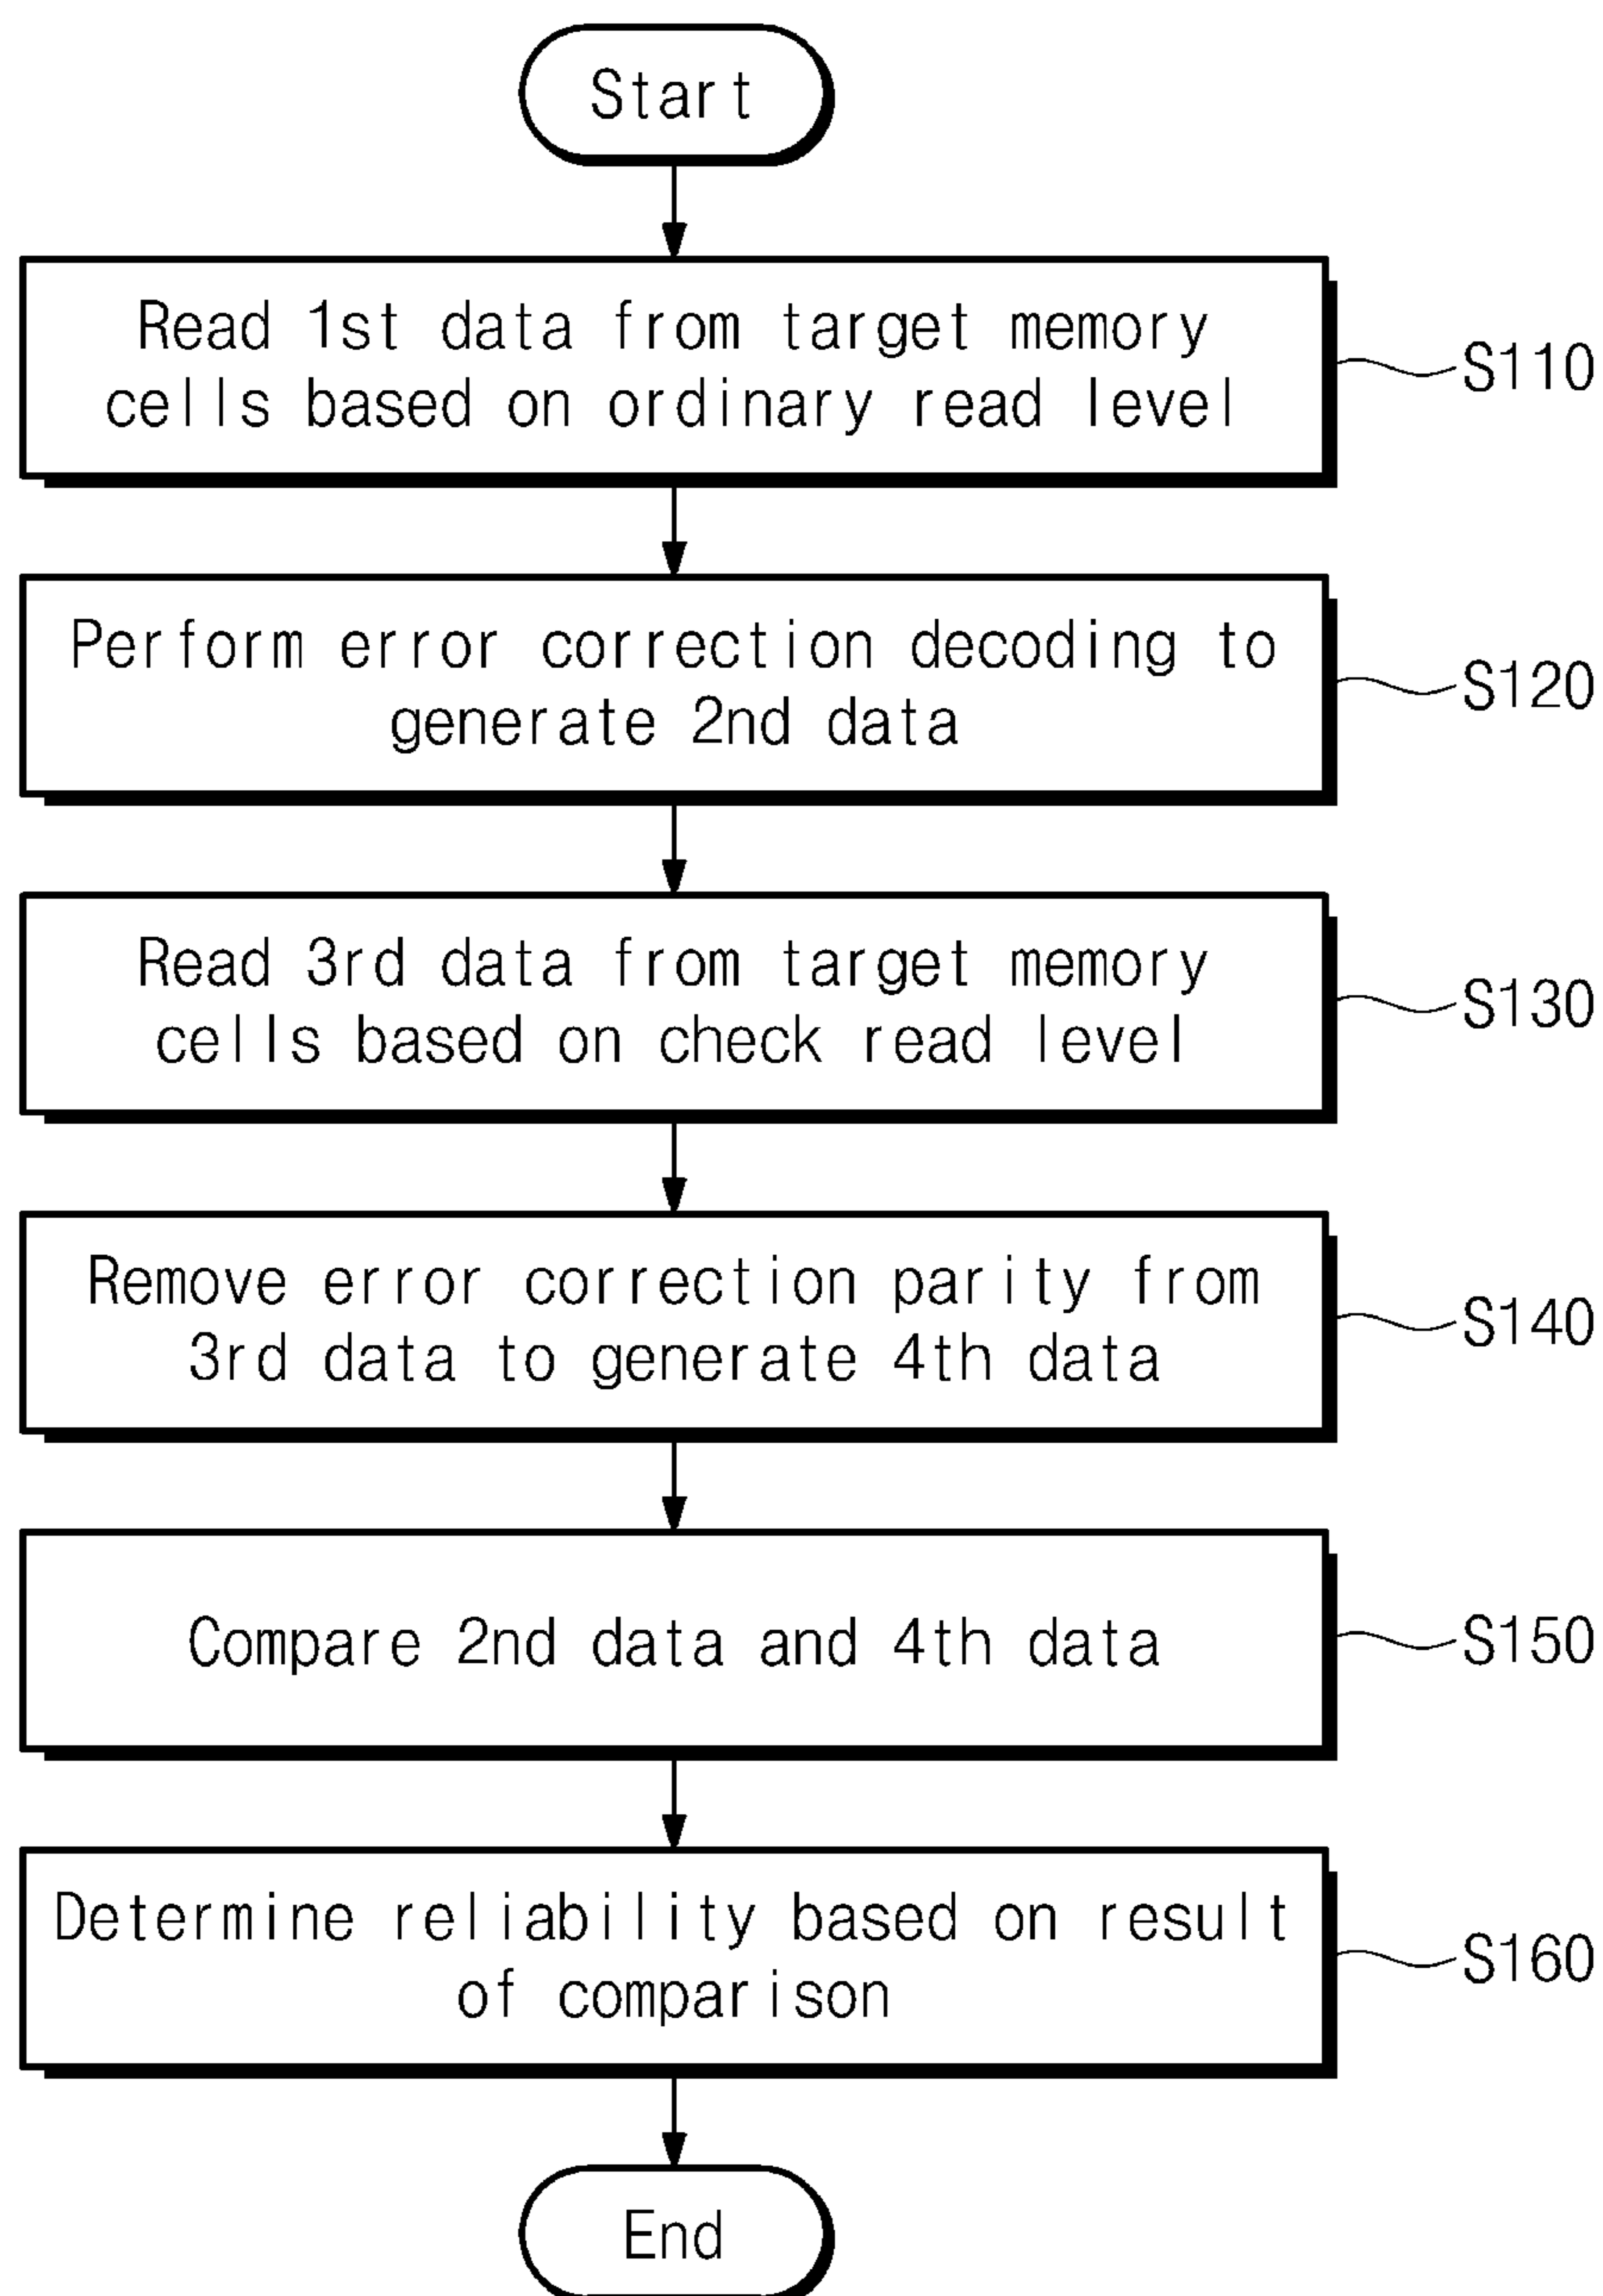 Start
Read 1st data from target memory
cells based on ordinary read level
S110
Perform error correction decoding to
generate 2nd data
S120
Read 3rd data from target memory
cells based on check read level
S130
Remove error correction parity from
3rd data to generate 4th data
S140
Compare 2nd data and 4th data
S150
Determine reliability based on result
of comparison
S160
End